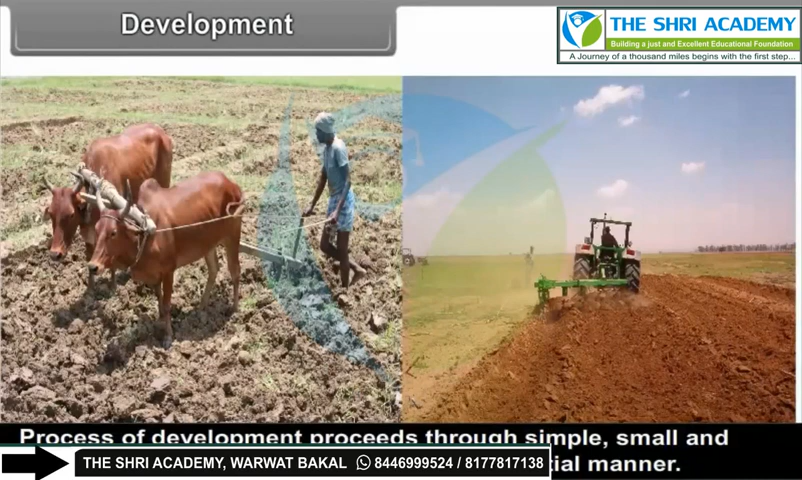 Development
THE SHRI ACADEMY
Building a just and Excellent Educational Foundation
A Journey of a thousand miles begins with the first step...
Process of development proceeds through simple, small and
manner.
THE SHRI ACADEMY, WARWAT BAKAL 8446999524 / 8177817138